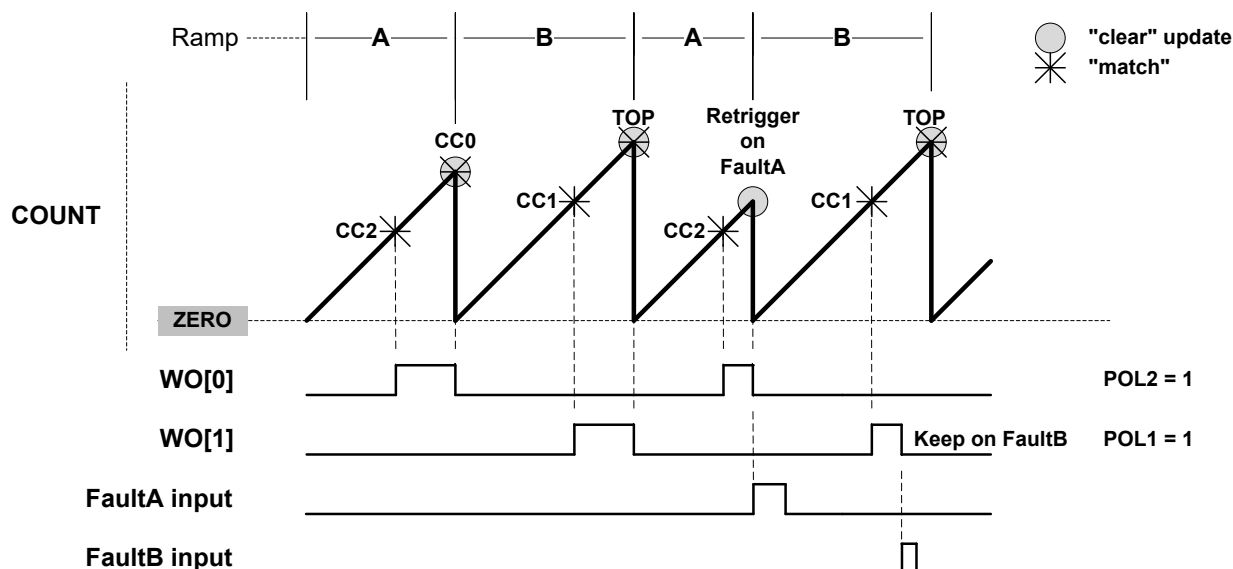 Ramp
A
B
A
B
"clear" update
"match"
CC0
TOP
Retrigger
on
FaultA
TOP
CC2
CC1
CC2
CC1
COUNT
ZERO
WO[0]
POL2 = 1
WO[1]
Keep on FaultB
POL1 = 1
FaultA input
FaultB input